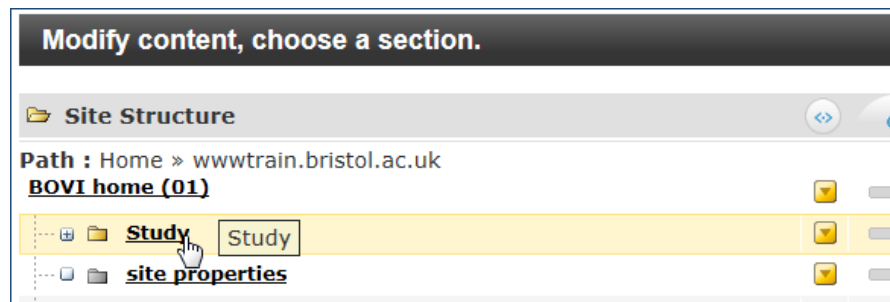 Modify content, choose a section.
Site Structure
Path : Home » wwwtrain.bristol.ac.uk
BOVI home (01)
Study Study
site properties